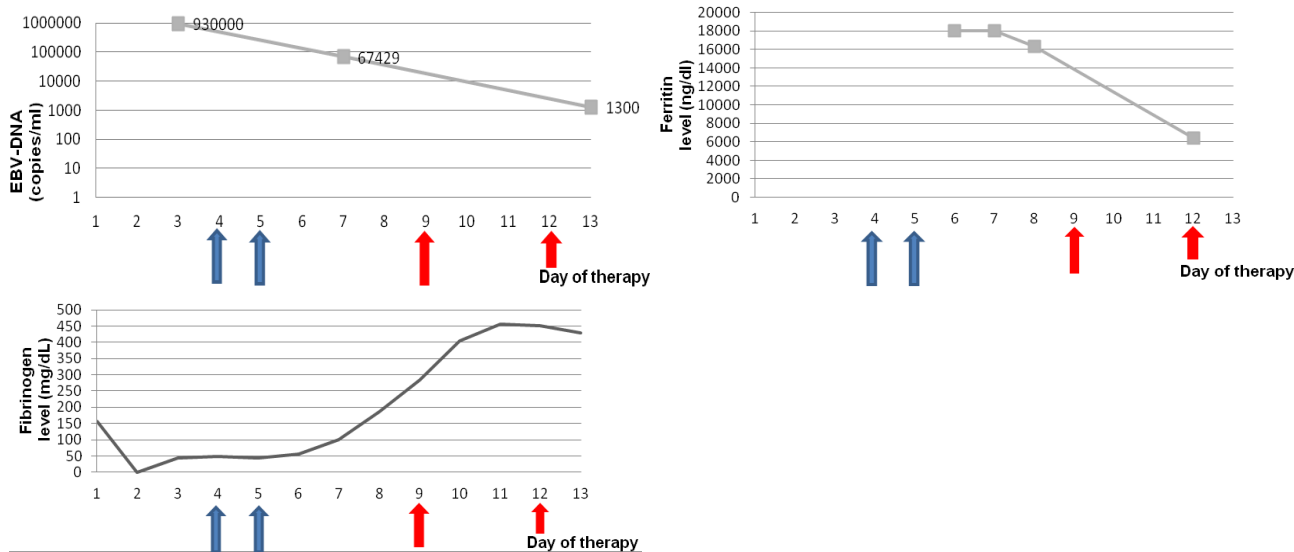 EBV-DNA
(copies/ml)
1000000
100000
10000
1000
100
10
1
930000
67429
1300
1 2 3 4 5 6 7 8 9 10 11 12 13
Day of therapy
Ferritin
level (ng/dl)
20000
18000
16000
14000
12000
10000
8000
6000
4000
2000
0
1 2 3 4 5 6 7 8 9 10 11 12 13
Day of therapy
Fibrinogen
level (mg/dL)
500
450
400
350
300
250
200
150
100
50
0
1 2 3 4 5 6 7 8 9 10 11 12 13
Day of therapy